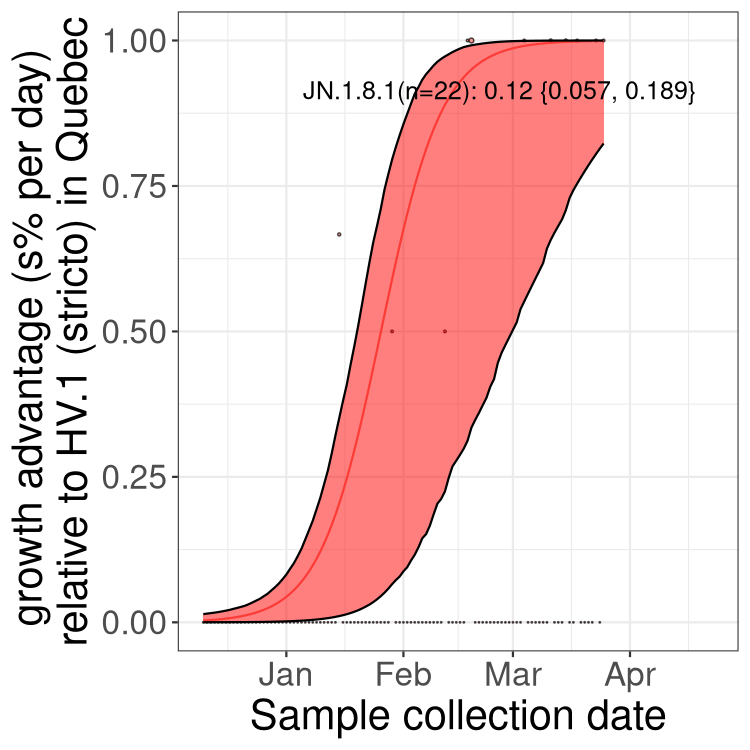 growth advantage (s% per day)
relative to HV.1 (stricto) in Quebec
1.00
0.75
0.50
0.25
0.00
JN.1.8.1(n=22): 0.12 {0.057, 0.189}
Jan Feb Mar Apr
Sample collection date